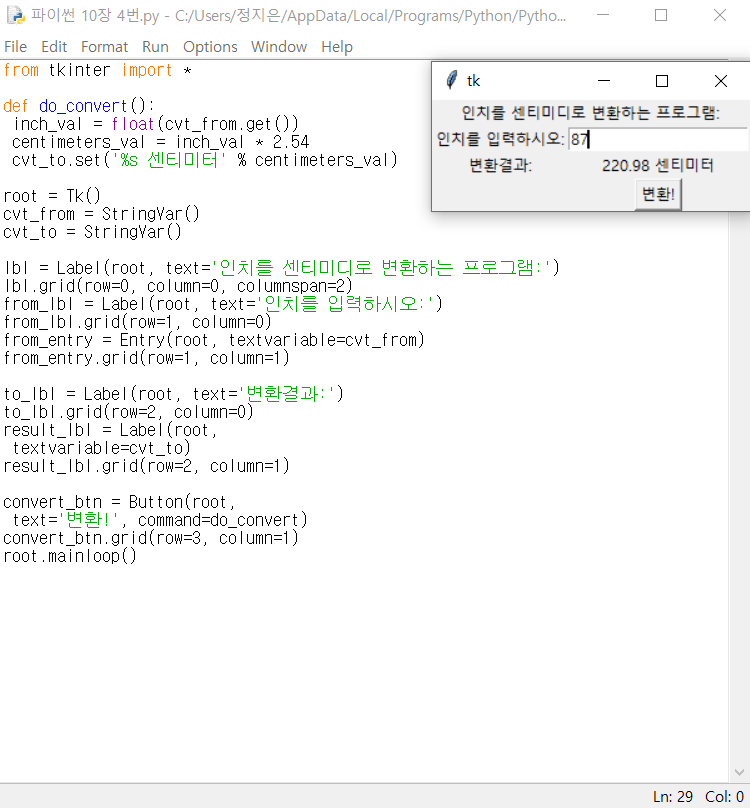 파이썬 10장 4번.py - C:/Users/정지은/AppData/Local/Programs/Python/Pytho...
File Edit Format Run Options Window Help
from tkinter import *
def do_convert():
 inch_val = float(cvt_from.get())
 centimeters_val = inch_val * 2.54
 cvt_to.set('%s 센티미터' % centimeters_val)
root = Tk()
cvt_from = StringVar()
cvt_to = StringVar()
lbl = Label(root, text='인치를 센티미디로 변환하는 프로그램:')
lbl.grid(row=0, column=0, columnspan=2)
from_lbl = Label(root, text='인치를 입력하시오:')
from_lbl.grid(row=1, column=0)
from_entry = Entry(root, textvariable=cvt_from)
from_entry.grid(row=1, column=1)
to_lbl = Label(root, text='변환결과:')
to_lbl.grid(row=2, column=0)
result_lbl = Label(root,
 textvariable=cvt_to)
result_lbl.grid(row=2, column=1)
convert_btn = Button(root,
 text='변환!', command=do_convert)
convert_btn.grid(row=3, column=1)
root.mainloop()
tk
인치를 센티미디로 변환하는 프로그램:
인치를 입력하시오: 87
변환결과: 220.98 센티미터
변환!
Ln: 29 Col: 0